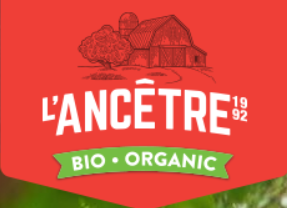 L'ANCÊTRE 19
92
BIO • ORGANIC